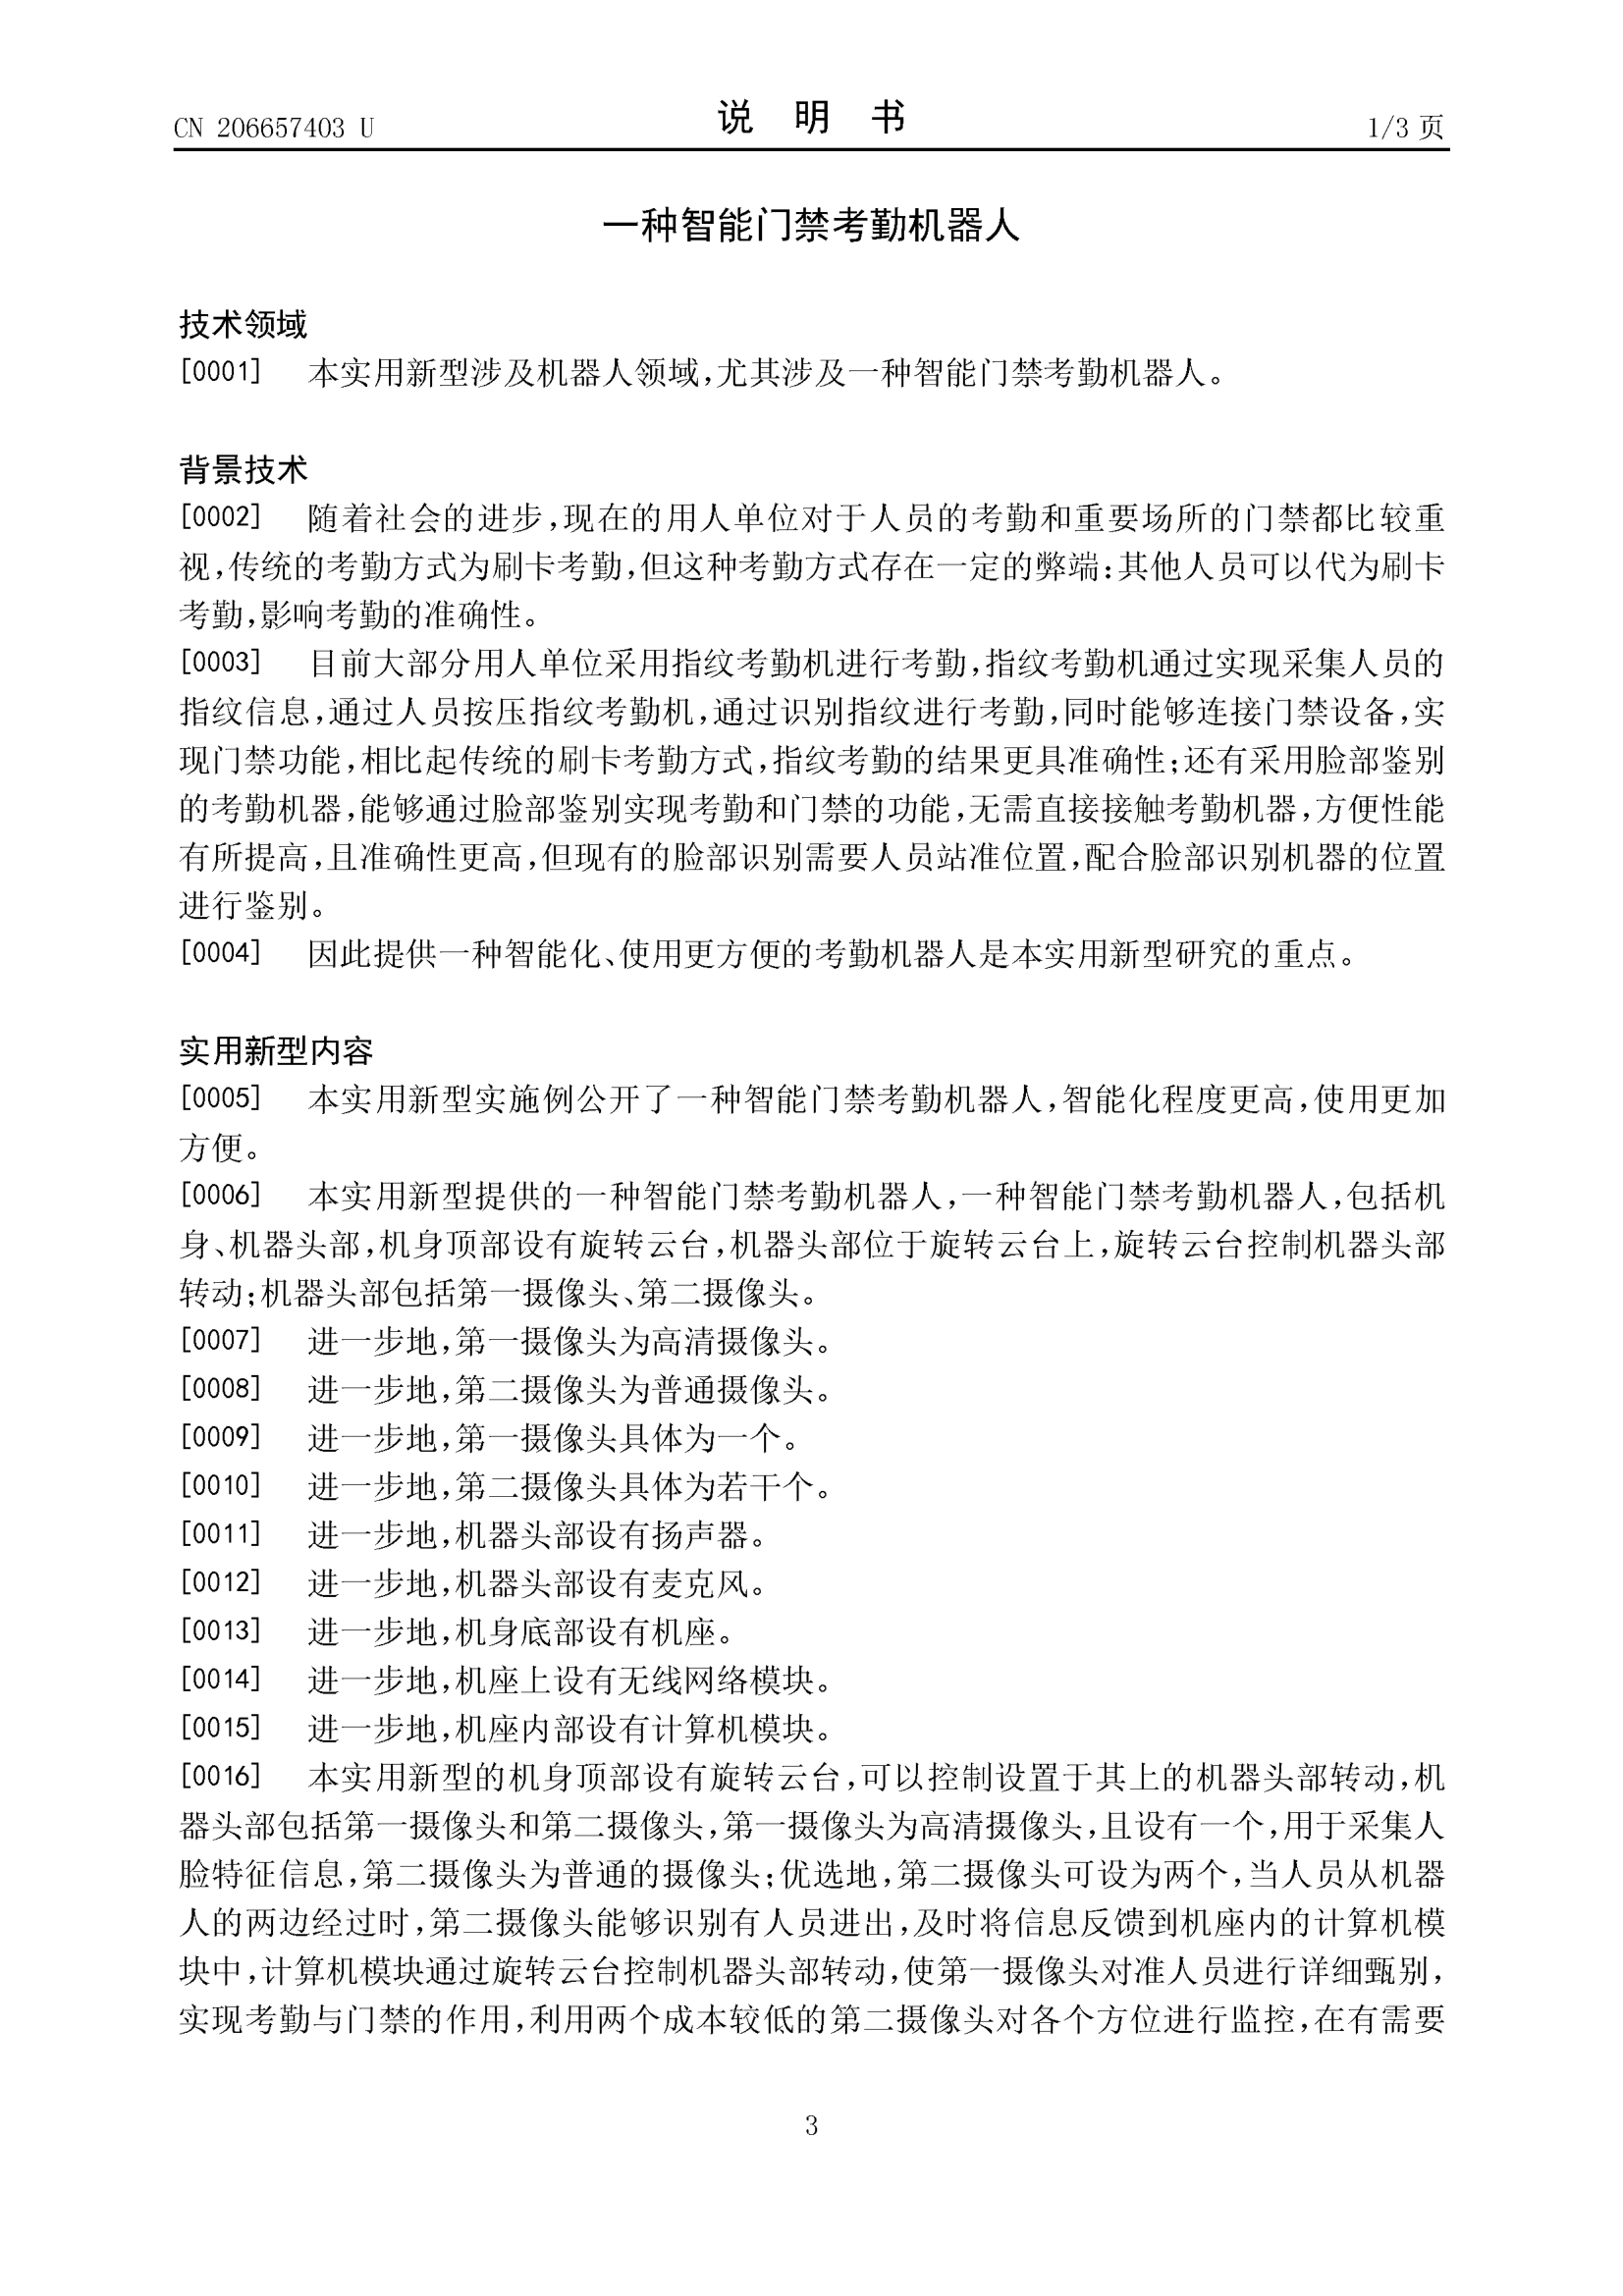 CN 206657403 U
说 明 书
1/3 页
一种智能门禁考勤机器人
技术领域
[0001] 本实用新型涉及机器人领域,尤其涉及一种智能门禁考勤机器人。
背景技术
[0002] 随着社会的进步,现在的用人单位对于人员的考勤和重要场所的门禁都比较重
视,传统的考勤方式为刷卡考勤,但这种考勤方式存在一定的弊端:其他人员可以代为刷卡
考勤,影响考勤的准确性。
[0003] 目前大部分用人单位采用指纹考勤机进行考勤,指纹考勤机通过实现采集人员的
指纹信息,通过人员按压指纹考勤机,通过识别指纹进行考勤,同时能够连接门禁设备,实
现门禁功能,相比起传统的刷卡考勤方式,指纹考勤的结果更具准确性;还有采用脸部鉴别
的考勤机器,能够通过脸部鉴别实现考勤和门禁的功能,无需直接接触考勤机器,方便性能
有所提高,且准确性更高,但现有的脸部识别需要人员站准位置,配合脸部识别机器的位置
进行鉴别。
[0004] 因此提供一种智能化、使用更方便的考勤机器人是本实用新型研究的重点。
实用新型内容
[0005] 本实用新型实施例公开了一种智能门禁考勤机器人,智能化程度更高,使用更加
方便。
[0006] 本实用新型提供的一种智能门禁考勤机器人,一种智能门禁考勤机器人,包括机
身、机器头部,机身顶部设有旋转云台,机器头部位于旋转云台上,旋转云台控制机器头部
转动;机器头部包括第一摄像头、第二摄像头。
[0007] 进一步地,第一摄像头为高清摄像头。
[0008] 进一步地,第二摄像头为普通摄像头。
[0009] 进一步地,第一摄像头具体为一个。
[0010] 进一步地,第二摄像头具体为若干个。
[0011] 进一步地,机器头部设有扬声器。
[0012] 进一步地,机器头部设有麦克风。
[0013] 进一步地,机身底部设有机座。
[0014] 进一步地,机座上设有无线网络模块。
[0015] 进一步地,机座内部设有计算机模块。
[0016] 本实用新型的机身顶部设有旋转云台,可以控制设置于其上的机器头部转动,机
器头部包括第一摄像头和第二摄像头,第一摄像头为高清摄像头,且设有一个,用于采集人
脸特征信息,第二摄像头为普通的摄像头;优选地,第二摄像头可设为两个,当人员从机器
人的两边经过时,第二摄像头能够识别有人员进出,及时将信息反馈到机座内的计算机模
块中,计算机模块通过旋转云台控制机器头部转动,使第一摄像头对准人员进行详细甄别,
实现考勤与门禁的作用,利用两个成本较低的第二摄像头对各个方位进行监控,在有需要
3